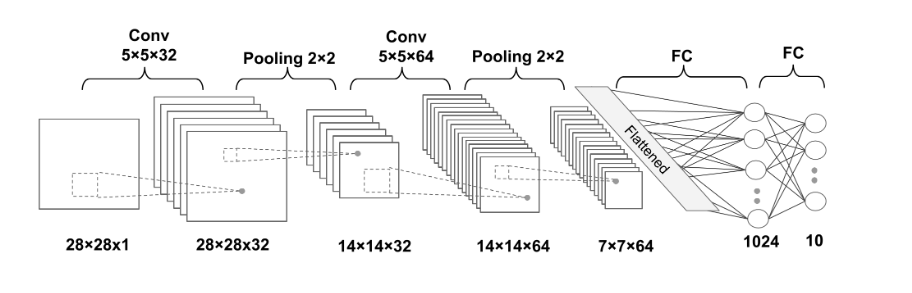 Conv
5×5×32
Pooling 2×2
Conv
5×5×64
Pooling 2×2
FC
FC
Flattened
28×28x1
28×28x32
14×14×32
14×14×64
7×7×64
1024
10